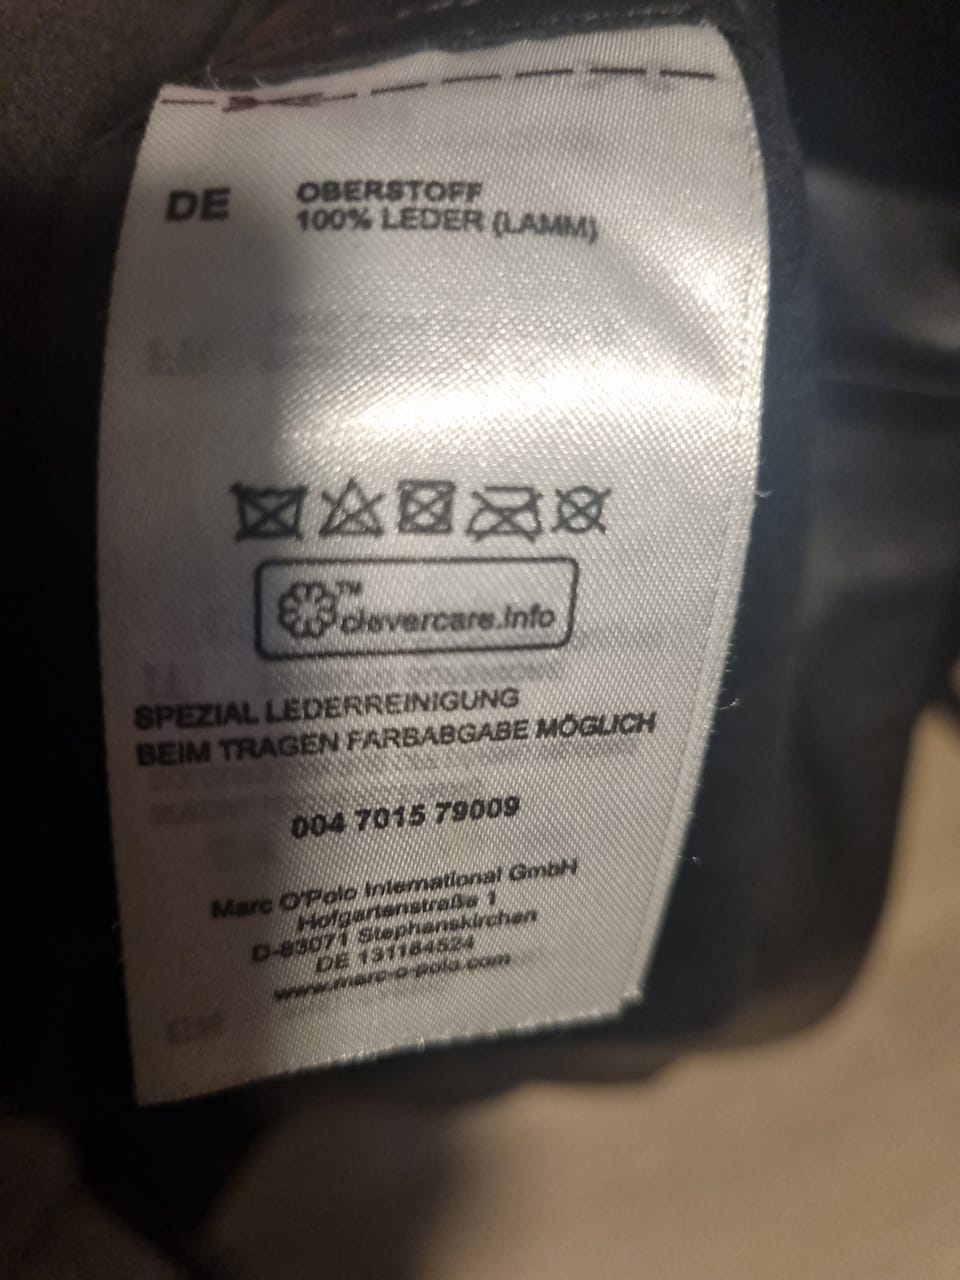 DE
OBERSTOFF
100% LEDER (LAMM)
TM
clevercare.info
SPEZIAL LEDERREINIGUNG
BEIM TRAGEN FARBABGABE MÖGLICH
004 7015 79009
Marc O'Polo International GmbH
Hofgartenstraße 1
D-83071 Stephanskirchen
DE 131184524
www.marc-o-polo.com